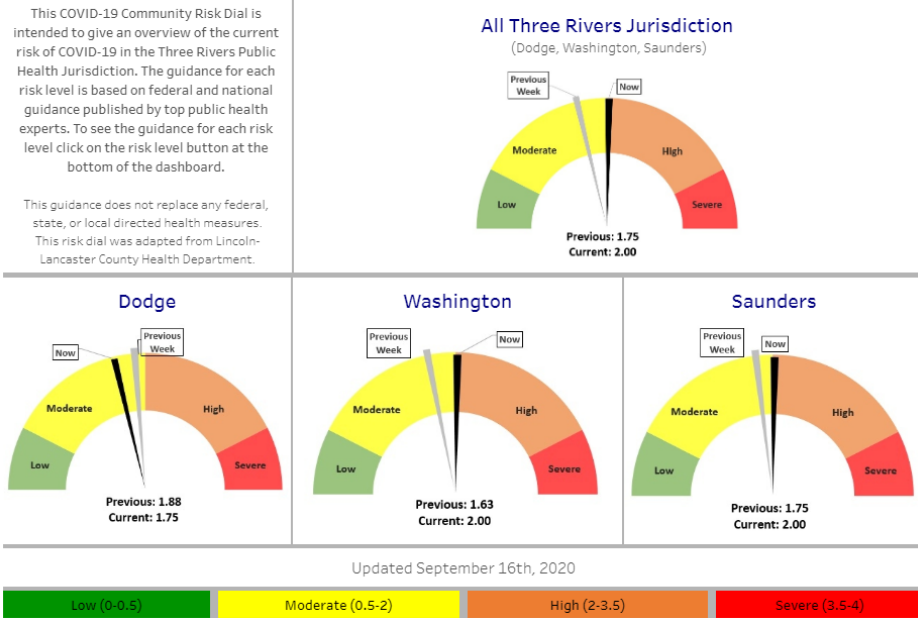 This COVID-19 Community Risk Dial is
intended to give an overview of the current
risk of COVID-19 in the Three Rivers Public
Health Jurisdiction. The guidance for each
risk level is based on federal and national
guidance published by top public health
experts. To see the guidance for each risk
level click on the risk level button at the
bottom of the dashboard.
This guidance does not replace any federal,
state, or local directed health measures.
This risk dial was adapted from Lincoln-
Lancaster County Health Department.
All Three Rivers Jurisdiction
(Dodge, Washington, Saunders)
Previous
Week
Now
Moderate
High
Low
Severe
Previous: 1.75
Current: 2.00
Dodge
Now
Previous
Week
Moderate
High
Low
Severe
Previous: 1.88
Current: 1.75
Washington
Previous
Week
Now
Moderate
High
Low
Severe
Previous: 1.63
Current: 2.00
Saunders
Previous
Week
Now
Moderate
High
Low
Severe
Previous: 1.75
Current: 2.00
Updated September 16th, 2020
Low (0-0.5)
Moderate (0.5-2)
High (2-3.5)
Severe (3.5-4)